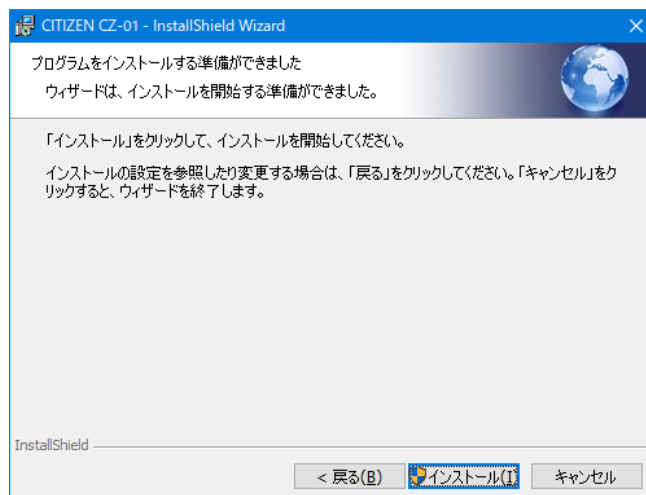 CITIZEN CZ-01 - InstallShield Wizard
プログラムをインストールする準備ができました
ウィザードは、インストールを開始する準備ができました。
「インストール」をクリックして、インストールを開始してください。
インストールの設定を参照したり変更する場合は、「戻る」をクリックしてください。「キャンセル」をク
リックすると、ウィザードを終了します。
InstallShield
< 戻る(B) インストール(I) キャンセル